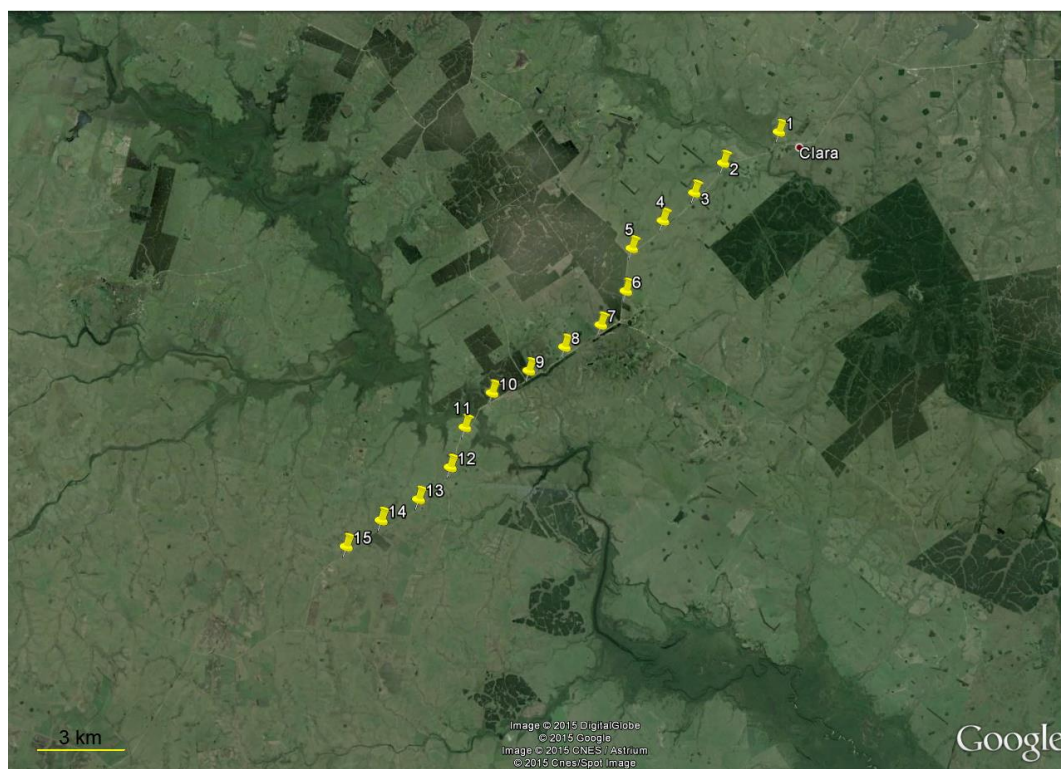 1
Clara
2
3
4
5
6
7
8
9
10
11
12
13
14
15
3 km
Image © 2015 DigitalGlobe
© 2015 Google
Image © 2015 CNES / Astrium
© 2015 Cnes/Spot Image
Google